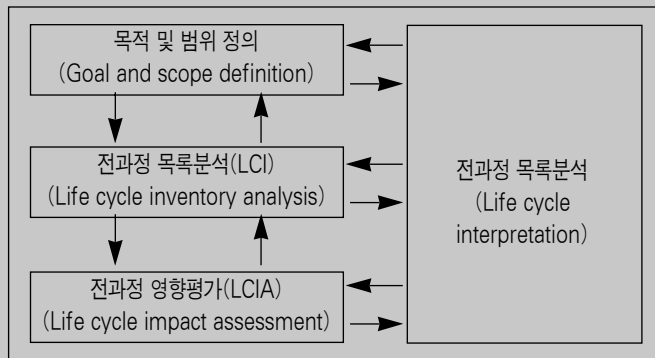 목적 및 범위 정의
(Goal and scope definition)
전과정 목록분석(LCI)
(Life cycle inventory analysis)
전과정 영향평가(LCIA)
(Life cycle impact assessment)
전과정 목록분석
(Life cycle
interpretation)